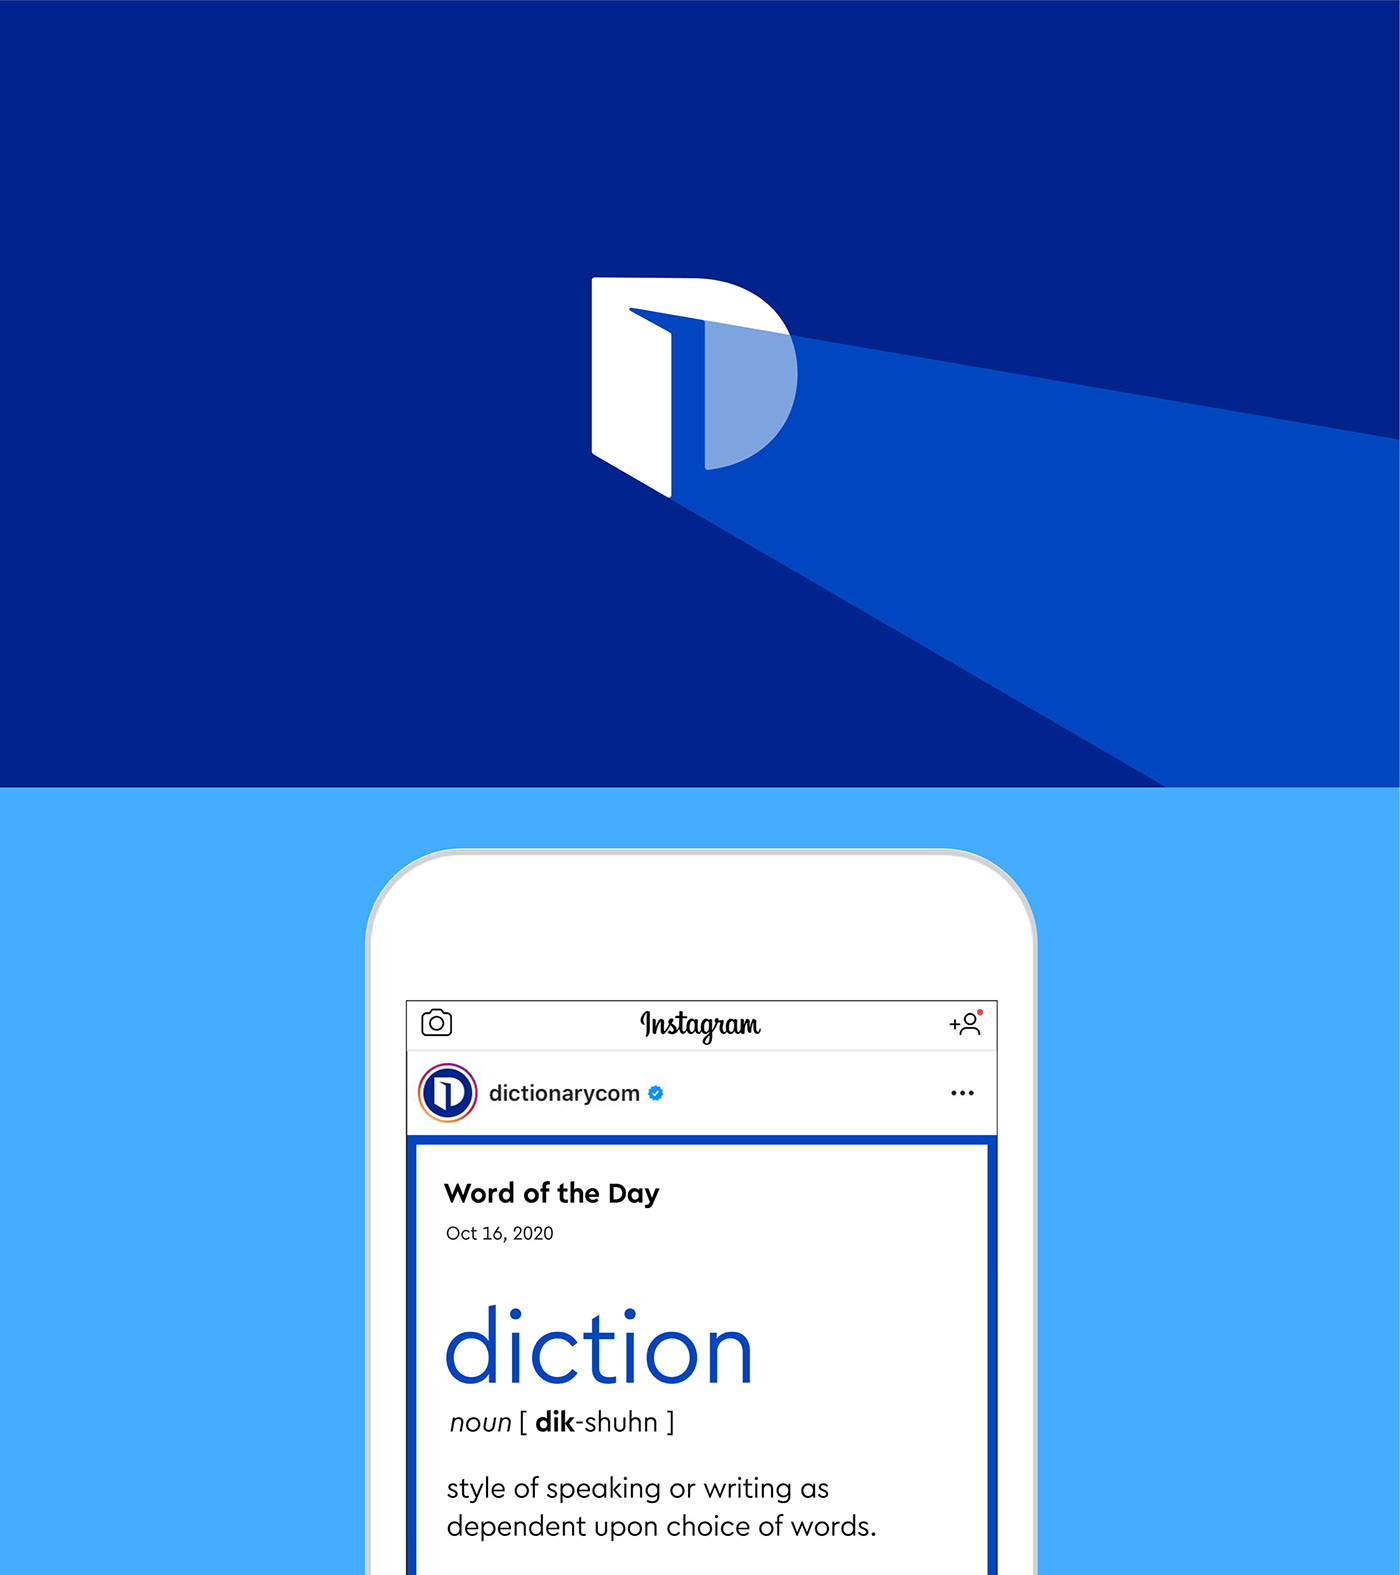 D
Instagram
dictionarycom
Word of the Day
Oct 16, 2020
diction
noun [ dik-shuhn ]
style of speaking or writing as
dependent upon choice of words.